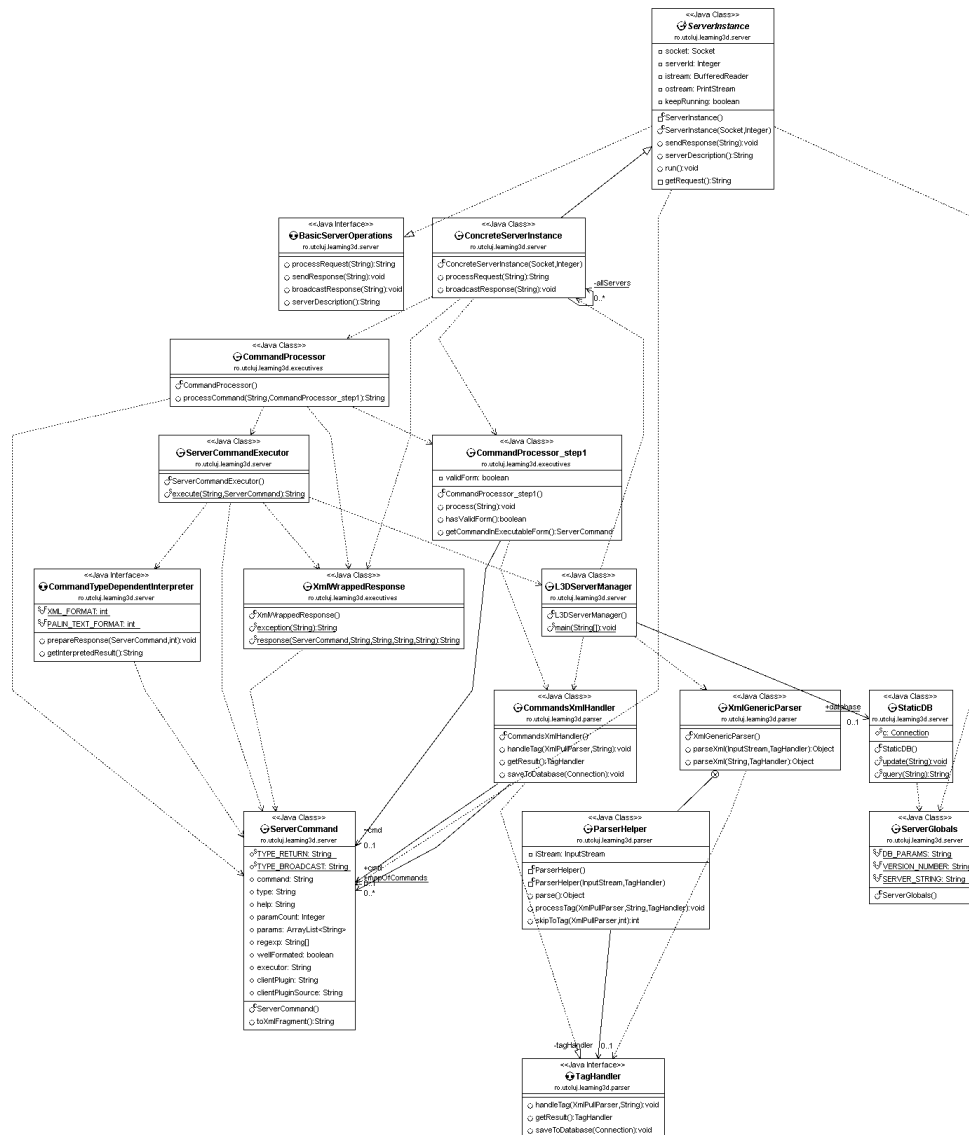 <<Java Class>>
ServerInstance
ro.utcluj.learning3d.server
socket: Socket
serverId: Integer
istream: BufferedReader
ostream: PrintStream
keepRunning: boolean
ServerInstance()
ServerInstance(Socket,Integer)
sendResponse(String):void
serverDescription():String
run():void
getRequest():String
<<Java Interface>>
BasicServerOperations
ro.utcluj.learning3d.server
processRequest(String):String
sendResponse(String):void
broadcastResponse(String):void
serverDescription():String
<<Java Class>>
ConcreteServerInstance
ro.utcluj.learning3d.server
ConcreteServerInstance(Socket,Integer)
processRequest(String):String
broadcastResponse(String):void
-allServers
0..*
<<Java Class>>
CommandProcessor
ro.utcluj.learning3d.executives
CommandProcessor()
processCommand(String,CommandProcessor_step1):String
<<Java Class>>
ServerCommandExecutor
ro.utcluj.learning3d.server
ServerCommandExecutor()
execute(String,ServerCommand):String
<<Java Class>>
CommandProcessor_step1
ro.utcluj.learning3d.executives
validForm: boolean
CommandProcessor_step1()
process(String):void
hasValidForm():boolean
getCommandInExecutableForm():ServerCommand
<<Java Interface>>
CommandTypeDependentInterpreter
ro.utcluj.learning3d.server
XML_FORMAT: int
PALIN_TEXT_FORMAT: int
prepareResponse(ServerCommand,int):void
getInterpretedResult():String
<<Java Class>>
XmlWrappedResponse
ro.utcluj.learning3d.executives
XmlWrappedResponse()
exception(String):String
response(ServerCommand,String,String,String,String):String
<<Java Class>>
L3DServerManager
ro.utcluj.learning3d.server
L3DServerManager()
main(String[]):void
<<Java Class>>
CommandsXmlHandler
ro.utcluj.learning3d.parser
CommandsXmlHandler()
handleTag(XmlPullParser,String):void
getResult():TagHandler
saveToDatabase(Connection):void
<<Java Class>>
XmlGenericParser
ro.utcluj.learning3d.parser
XmlGenericParser()
parseXml(InputStream,TagHandler):Object
parseXml(String,TagHandler):Object
+database
0..1
<<Java Class>>
StaticDB
ro.utcluj.learning3d.server
c: Connection
StaticDB()
update(String):void
query(String):String
<<Java Class>>
ServerCommand
ro.utcluj.learning3d.server
TYPE_RETURN: String
TYPE_BROADCAST: String
command: String
type: String
help: String
paramCount: Integer
params: ArrayList<String>
regexp: String[]
wellFormated: boolean
executor: String
clientPlugin: String
clientPluginSource: String
ServerCommand()
toXmlFragment():String
~cmd
0..1
+cmd
0..1
+mapOfCommands
0..*
<<Java Class>>
ParserHelper
ro.utcluj.learning3d.parser
iStream: InputStream
ParserHelper()
ParserHelper(InputStream,TagHandler)
parse():Object
processTag(XmlPullParser,String,TagHandler):void
skipToTag(XmlPullParser,int):int
<<Java Class>>
ServerGlobals
ro.utcluj.learning3d.server
DB_PARAMS: String
VERSION_NUMBER: String
SERVER_STRING: String
ServerGlobals()
-tagHandler
0..1
<<Java Interface>>
TagHandler
ro.utcluj.learning3d.parser
handleTag(XmlPullParser,String):void
getResult():TagHandler
saveToDatabase(Connection):void